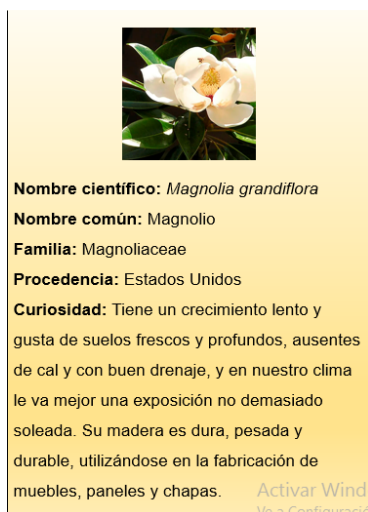 Nombre científico: Magnolia grandiflora
Nombre común: Magnolio
Familia: Magnoliaceae
Procedencia: Estados Unidos
Curiosidad: Tiene un crecimiento lento y
gusta de suelos frescos y profundos, ausentes
de cal y con buen drenaje, y en nuestro clima
le va mejor una exposición no demasiado
soleada. Su madera es dura, pesada y
durable, utilizándose en la fabricación de
muebles, paneles y chapas.
Activar Wind
Ve a Configuració